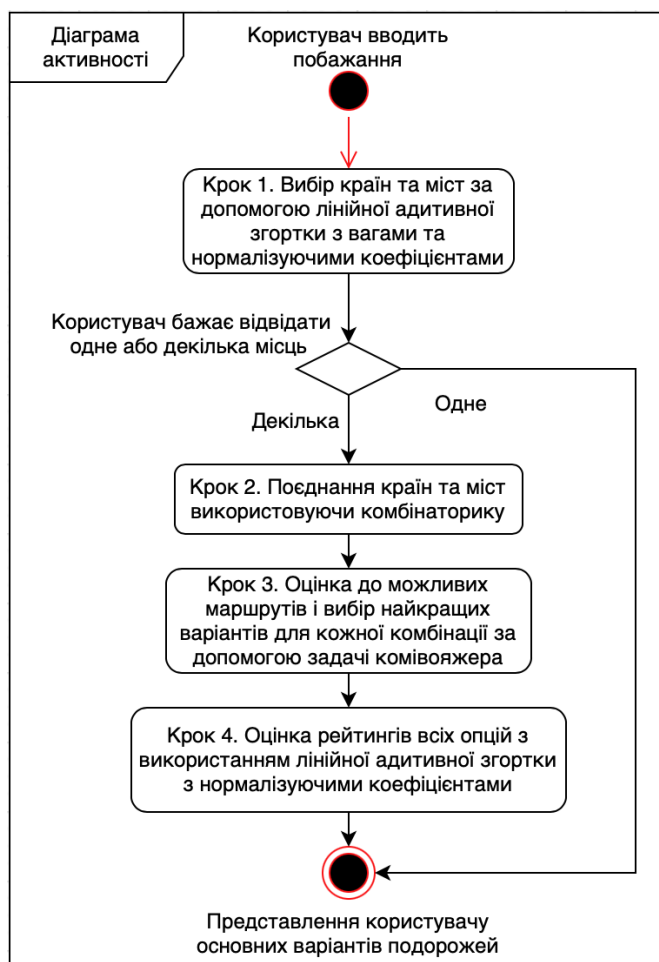 Діаграма
активності
Користувач вводить
побажання
Крок 1. Вибір країн та міст за
допомогою лінійної адитивної
згортки з вагами та
нормалізуючими коефіцієнтами
Користувач бажає відвідати
одне або декілька місць
Одне
Декілька
Крок 2. Поєднання країн та міст
використовуючи комбінаторику
Крок 3. Оцінка до можливих
маршрутів і вибір найкращих
варіантів для кожної комбінації за
допомогою задачі комівояжера
Крок 4. Оцінка рейтингів всіх опцій з
використанням лінійної адитивної згортки
з нормалізуючими коефіцієнтами
Представлення користувачу
основних варіантів подорожей